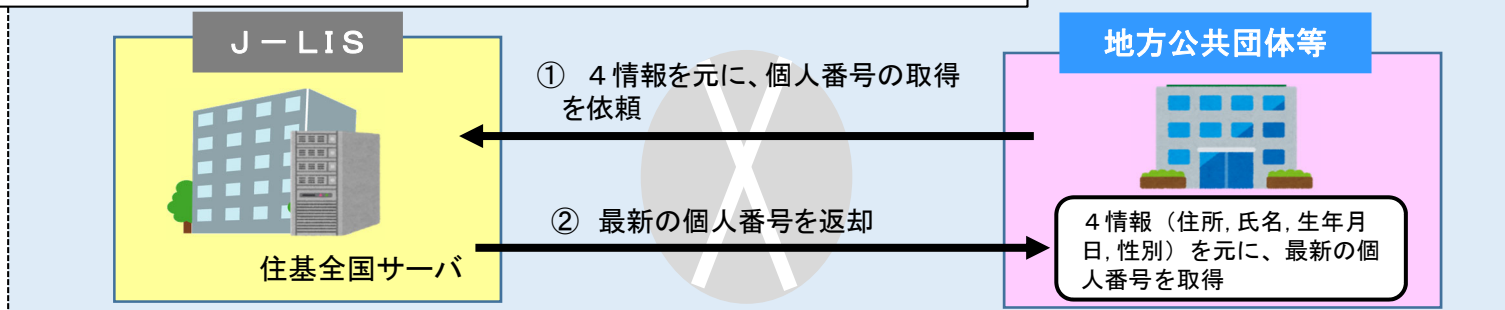 J－LIS
地方公共団体等
① ４情報を元に、個人番号の取得
を依頼
② 最新の個人番号を返却
住基全国サーバ
４情報（住所,氏名,生年月
日,性別）を元に、最新の個
人番号を取得